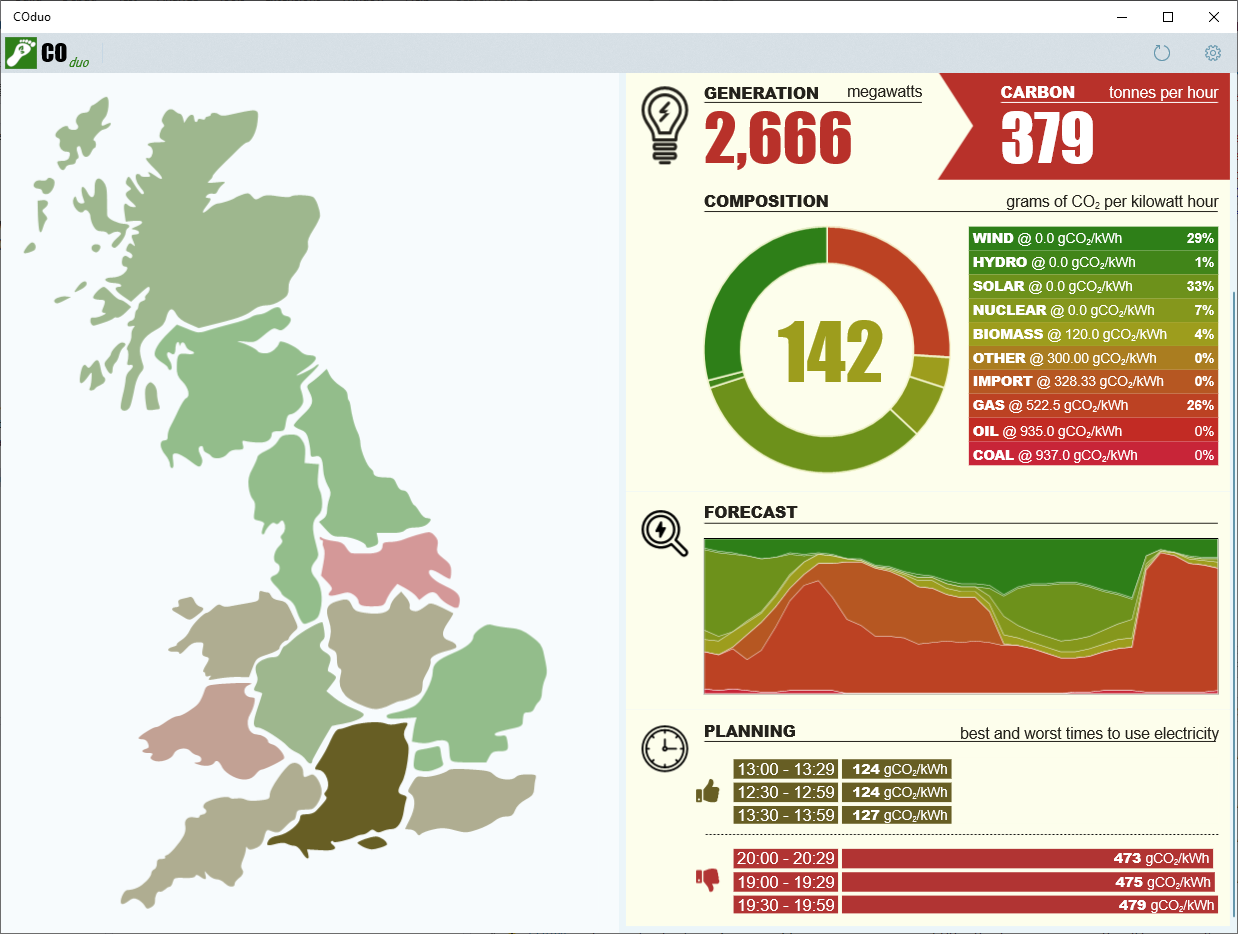 COduo
CO duo
GENERATION megawatts
2,666
CARBON tonnes per hour
379
COMPOSITION grams of CO₂ per kilowatt hour
142
WIND @ 0.0 gCO₂/kWh 29%
HYDRO @ 0.0 gCO₂/kWh 1%
SOLAR @ 0.0 gCO₂/kWh 33%
NUCLEAR @ 0.0 gCO₂/kWh 7%
BIOMASS @ 120.0 gCO₂/kWh 4%
OTHER @ 300.00 gCO₂/kWh 0%
IMPORT @ 328.33 gCO₂/kWh 0%
GAS @ 522.5 gCO₂/kWh 26%
OIL @ 935.0 gCO₂/kWh 0%
COAL @ 937.0 gCO₂/kWh 0%
FORECAST
PLANNING best and worst times to use electricity
13:00 - 13:29 124 gCO₂/kWh
12:30 - 12:59 124 gCO₂/kWh
13:30 - 13:59 127 gCO₂/kWh
20:00 - 20:29 473 gCO₂/kWh
19:00 - 19:29 475 gCO₂/kWh
19:30 - 19:59 479 gCO₂/kWh